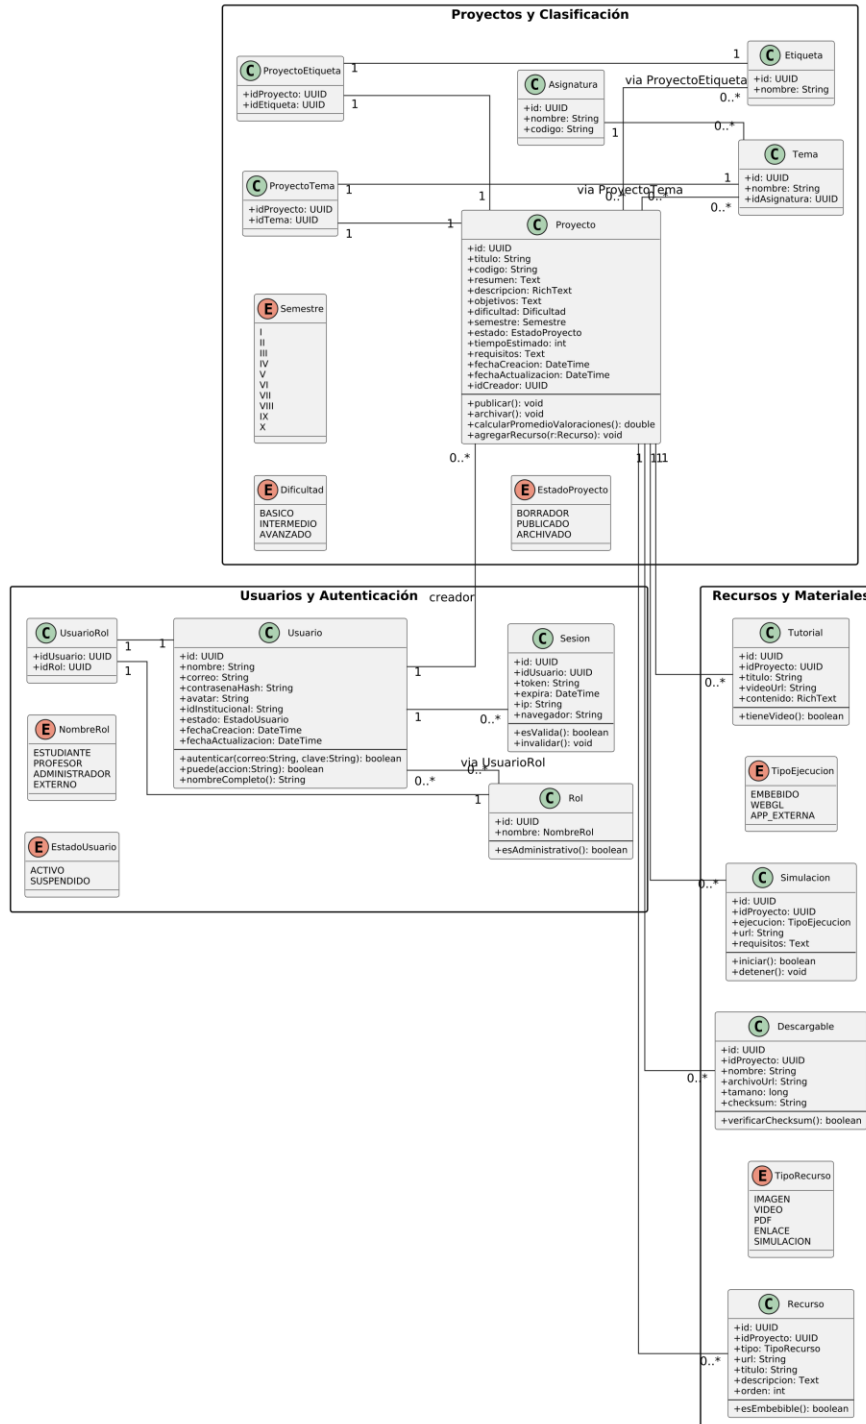 Proyectos y Clasificación
C ProyectoEtiqueta
+idProyecto: UUID
+idEtiqueta: UUID
1
1
1
1
C Etiqueta
+id: UUID
+nombre: String
via ProyectoEtiqueta
0..*
0..*
C Asignatura
+id: UUID
+nombre: String
+codigo: String
1
0..*
C Tema
+id: UUID
+nombre: String
+idAsignatura: UUID
C ProyectoTema
+idProyecto: UUID
+idTema: UUID
1
1
1
1
via ProyectoTema
0..*
0..*
C Proyecto
+id: UUID
+titulo: String
+codigo: String
+resumen: Text
+descripcion: RichText
+objetivos: Text
+dificultad: Dificultad
+semestre: Semestre
+estado: EstadoProyecto
+tiempoEstimado: int
+requisitos: Text
+fechaCreacion: DateTime
+fechaActualizacion: DateTime
+idCreador: UUID
+publicar(): void
+archivar(): void
+calcularPromedioValoraciones(): double
+agregarRecurso(r:Recurso): void
0..*
1
1
1
1
E Semestre
I
II
III
IV
V
VI
VII
VIII
IX
X
E Dificultad
BASICO
INTERMEDIO
AVANZADO
E EstadoProyecto
BORRADOR
PUBLICADO
ARCHIVADO
Usuarios y Autenticación
creador
C UsuarioRol
+idUsuario: UUID
+idRol: UUID
1
1
1
1
C Usuario
+id: UUID
+nombre: String
+correo: String
+contrasenaHash: String
+avatar: String
+idInstitucional: String
+estado: EstadoUsuario
+fechaCreacion: DateTime
+fechaActualizacion: DateTime
+autenticar(correo:String, clave:String): boolean
+puede(accion:String): boolean
+nombreCompleto(): String
1
1
0..*
C Sesion
+id: UUID
+idUsuario: UUID
+token: String
+expira: DateTime
+ip: String
+navegador: String
+esValida(): boolean
+invalidar(): void
via UsuarioRol
0..*
0..*
C Rol
+id: UUID
+nombre: NombreRol
+esAdministrativo(): boolean
E NombreRol
ESTUDIANTE
PROFESOR
ADMINISTRADOR
EXTERNO
E EstadoUsuario
ACTIVO
SUSPENDIDO
Recursos y Materiales
C Tutorial
+id: UUID
+idProyecto: UUID
+titulo: String
+videoUrl: String
+contenido: RichText
+tieneVideo(): boolean
0..*
E TipoEjecucion
EMBEBIDO
WEBGL
APP_EXTERNA
C Simulacion
+id: UUID
+idProyecto: UUID
+ejecucion: TipoEjecucion
+url: String
+requisitos: Text
+iniciar(): boolean
+detener(): void
0..*
C Descargable
+id: UUID
+idProyecto: UUID
+nombre: String
+archivoUrl: String
+tamano: long
+checksum: String
+verificarChecksum(): boolean
0..*
E TipoRecurso
IMAGEN
VIDEO
PDF
ENLACE
SIMULACION
C Recurso
+id: UUID
+idProyecto: UUID
+tipo: TipoRecurso
+url: String
+titulo: String
+descripcion: Text
+orden: int
+esEmbebible(): boolean
0..*